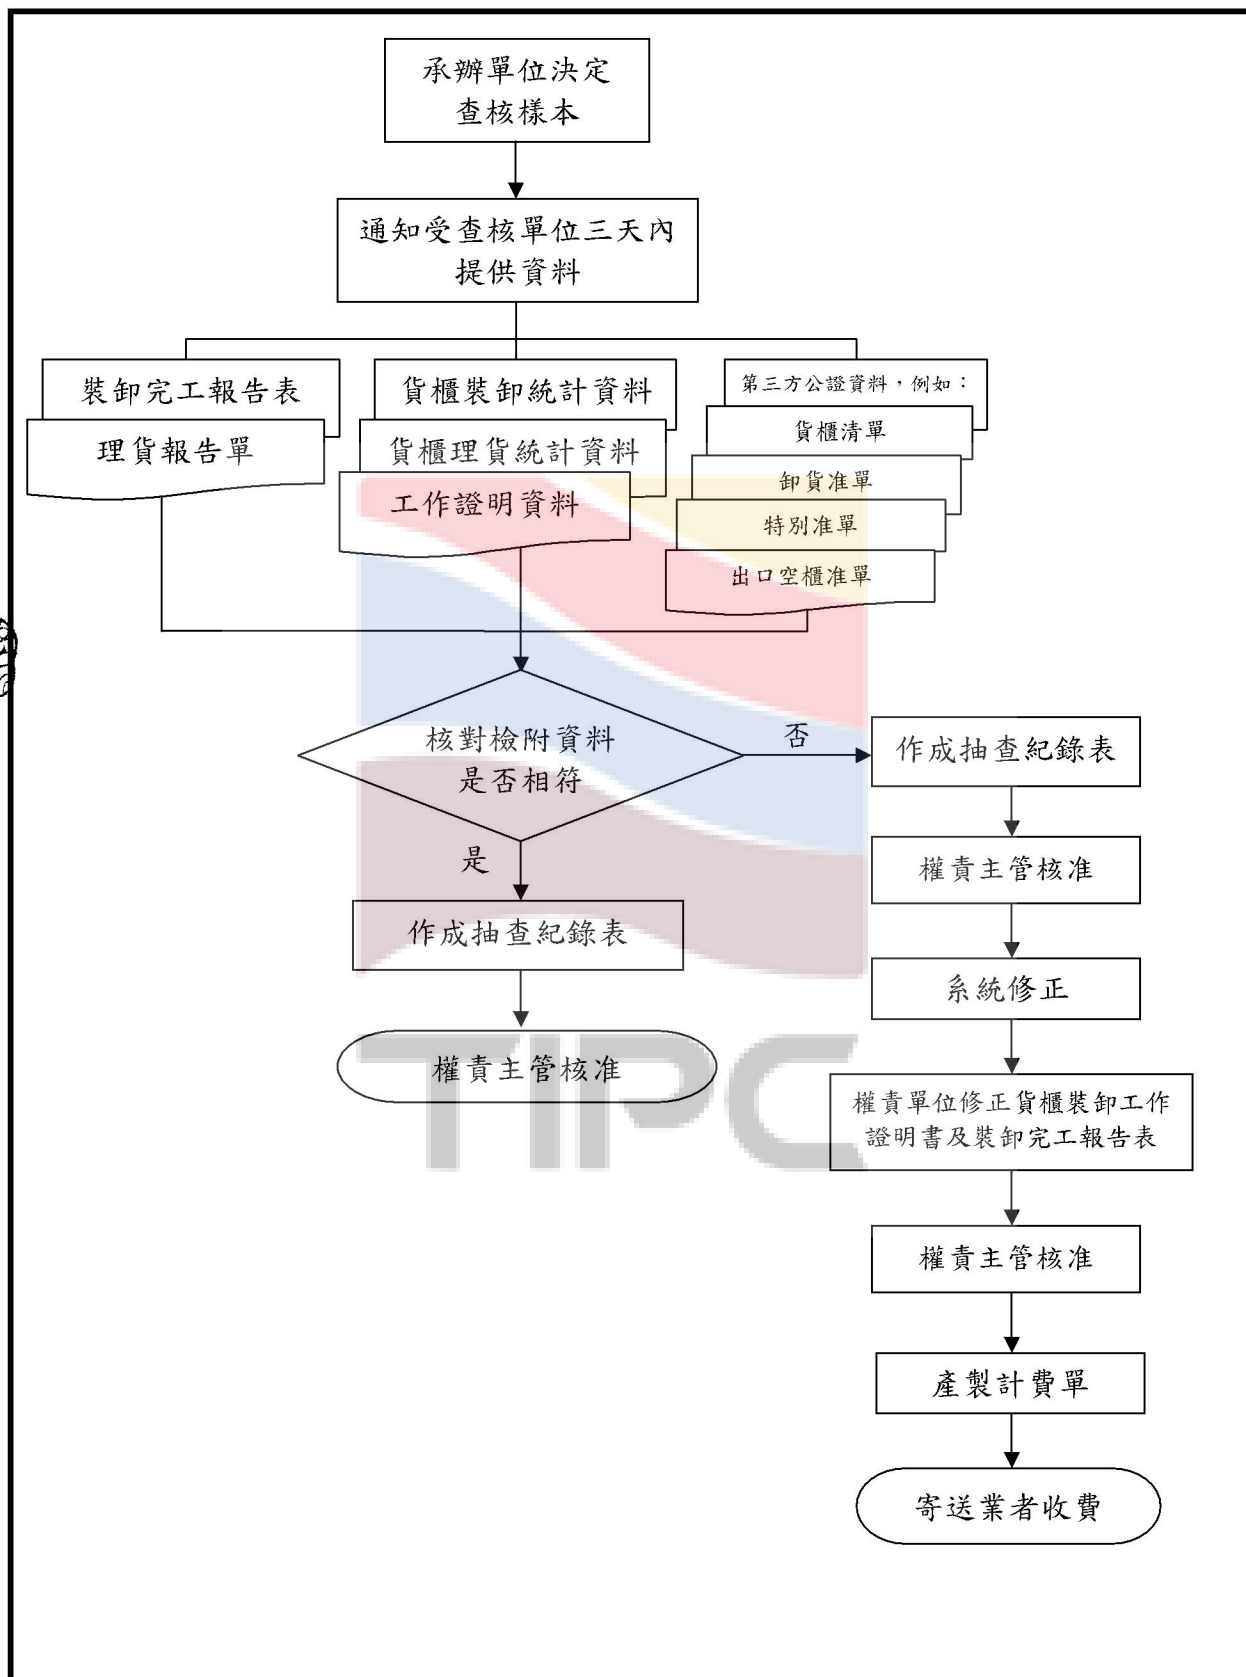 承辦單位決定
查核樣本
通知受查核單位三天內
提供資料
裝卸完工報告表
理貨報告單
貨櫃裝卸統計資料
貨櫃理貨統計資料
工作證明資料
第三方公證資料，例如：
貨櫃清單
卸貨准單
特別准單
出口空櫃准單
核對檢附資料
是否相符
否
是
作成抽查紀錄表
權責主管核准
作成抽查紀錄表
權責主管核准
系統修正
權責單位修正貨櫃裝卸工作
證明書及裝卸完工報告表
權責主管核准
產製計費單
寄送業者收費
TIPC